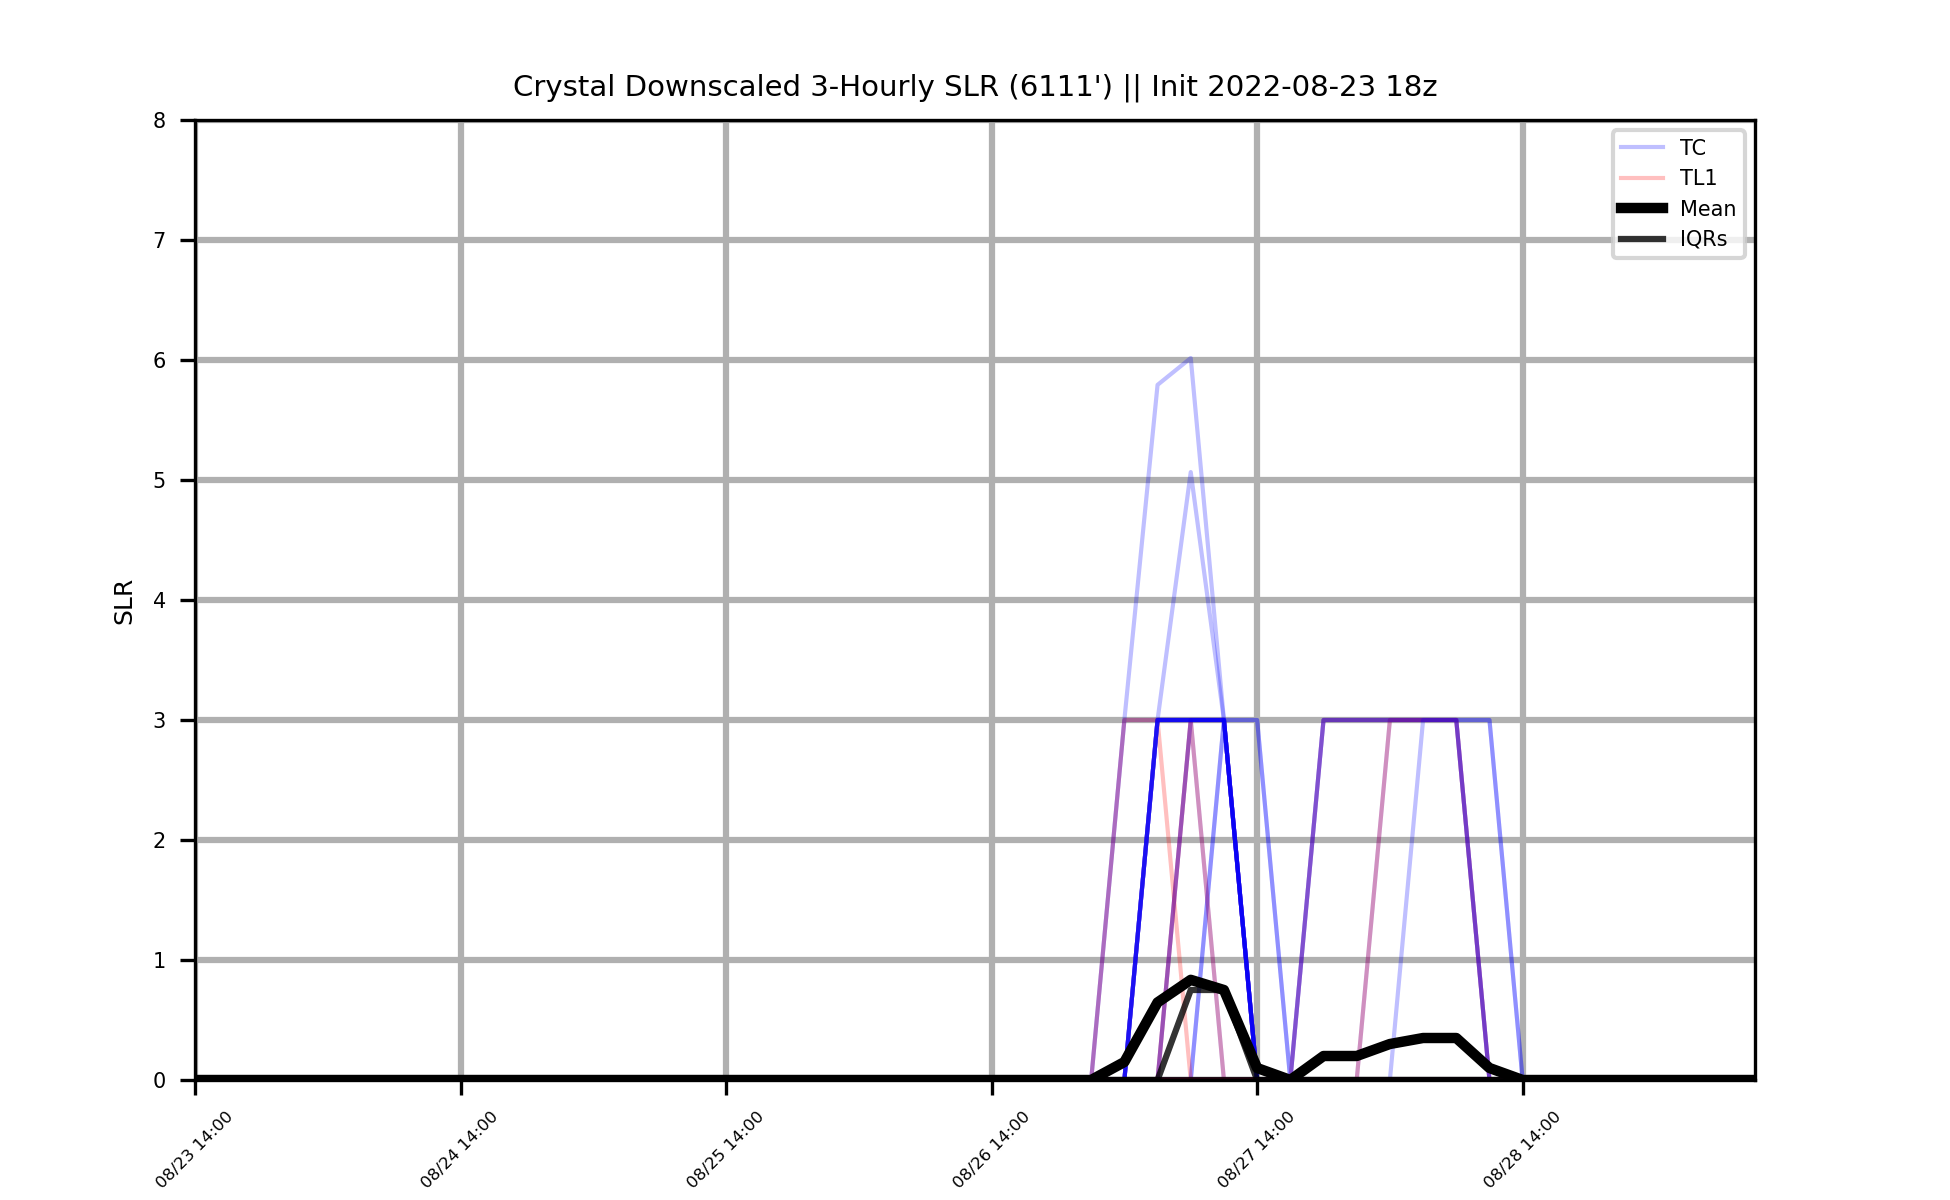 Crystal Downscaled 3-Hourly SLR (6111') || Init 2022-08-23 18z
8
7
6
5
4
3
2
1
0
SLR
TC
TL1
Mean
IQRs
08/23 14:00
08/24 14:00
08/25 14:00
08/26 14:00
08/27 14:00
08/28 14:00